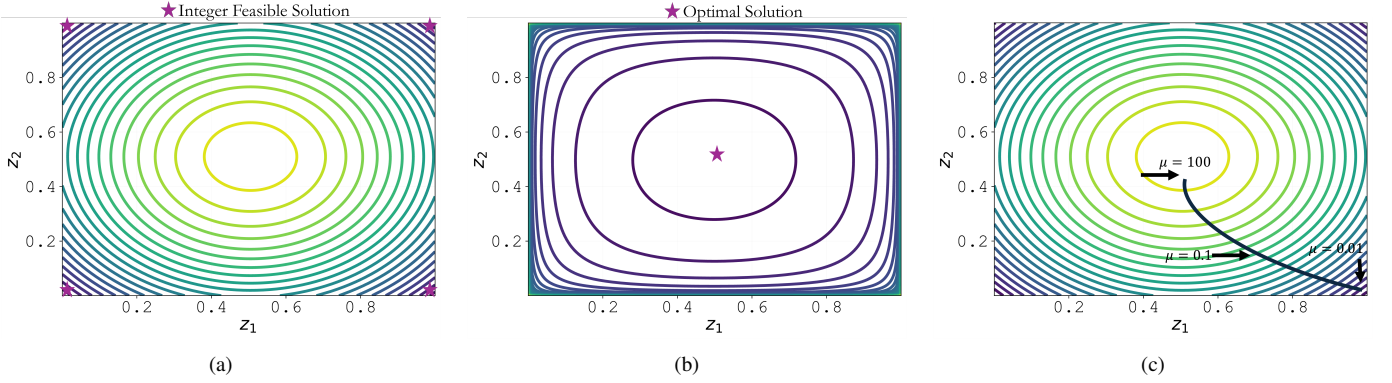 ★ Integer Feasible Solution
★ Optimal Solution
0.8
0.6
0.4
0.2
z₂
0.2 0.4 0.6 0.8
z₁
(a)
0.8
0.6
0.4
0.2
z₂
0.2 0.4 0.6 0.8
z₁
(b)
0.8
0.6
0.4
0.2
z₂
μ = 100
μ = 0.1
μ = 0.01
0.2 0.4 0.6 0.8
z₁
(c)